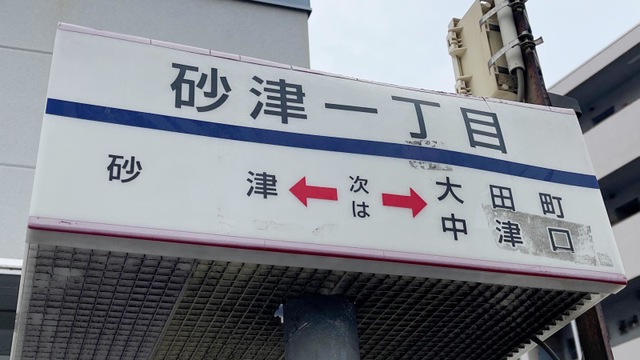 砂津一丁目
砂津 ← 次は → 大田町
中津口